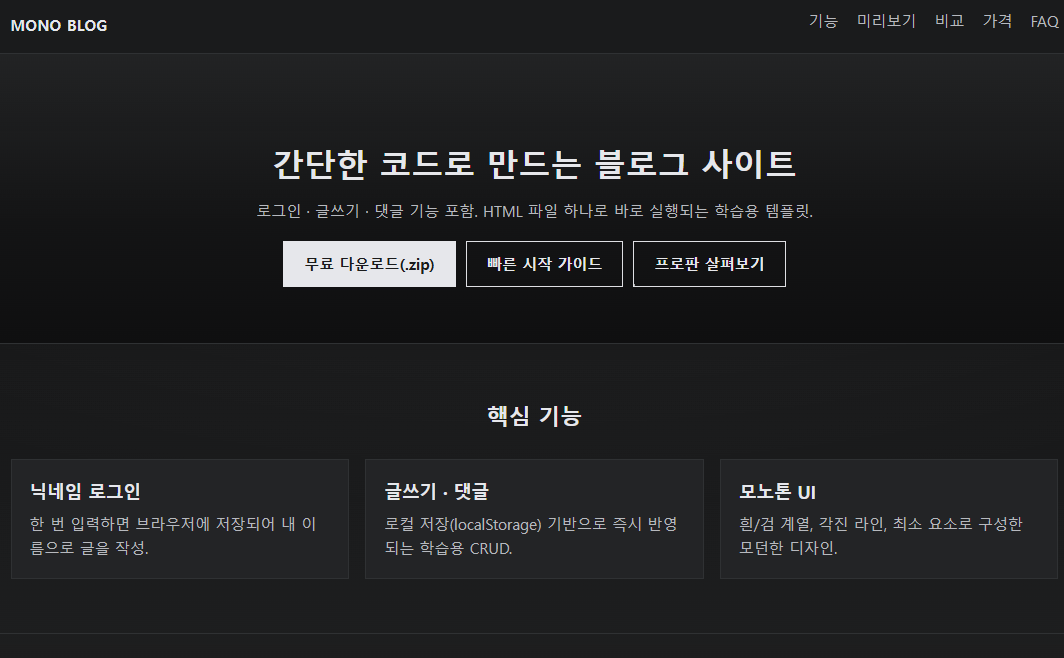 MONO BLOG
기능 미리보기 비교 가격 FAQ
간단한 코드로 만드는 블로그 사이트
로그인 · 글쓰기 · 댓글 기능 포함. HTML 파일 하나로 바로 실행되는 학습용 템플릿.
무료 다운로드(.zip)
빠른 시작 가이드
프로판 살펴보기
핵심 기능
닉네임 로그인
한 번 입력하면 브라우저에 저장되어 내 이
름으로 글을 작성.
글쓰기 · 댓글
로컬 저장(localStorage) 기반으로 즉시 반영
되는 학습용 CRUD.
모노톤 UI
흰/검 계열, 각진 라인, 최소 요소로 구성한
모던한 디자인.